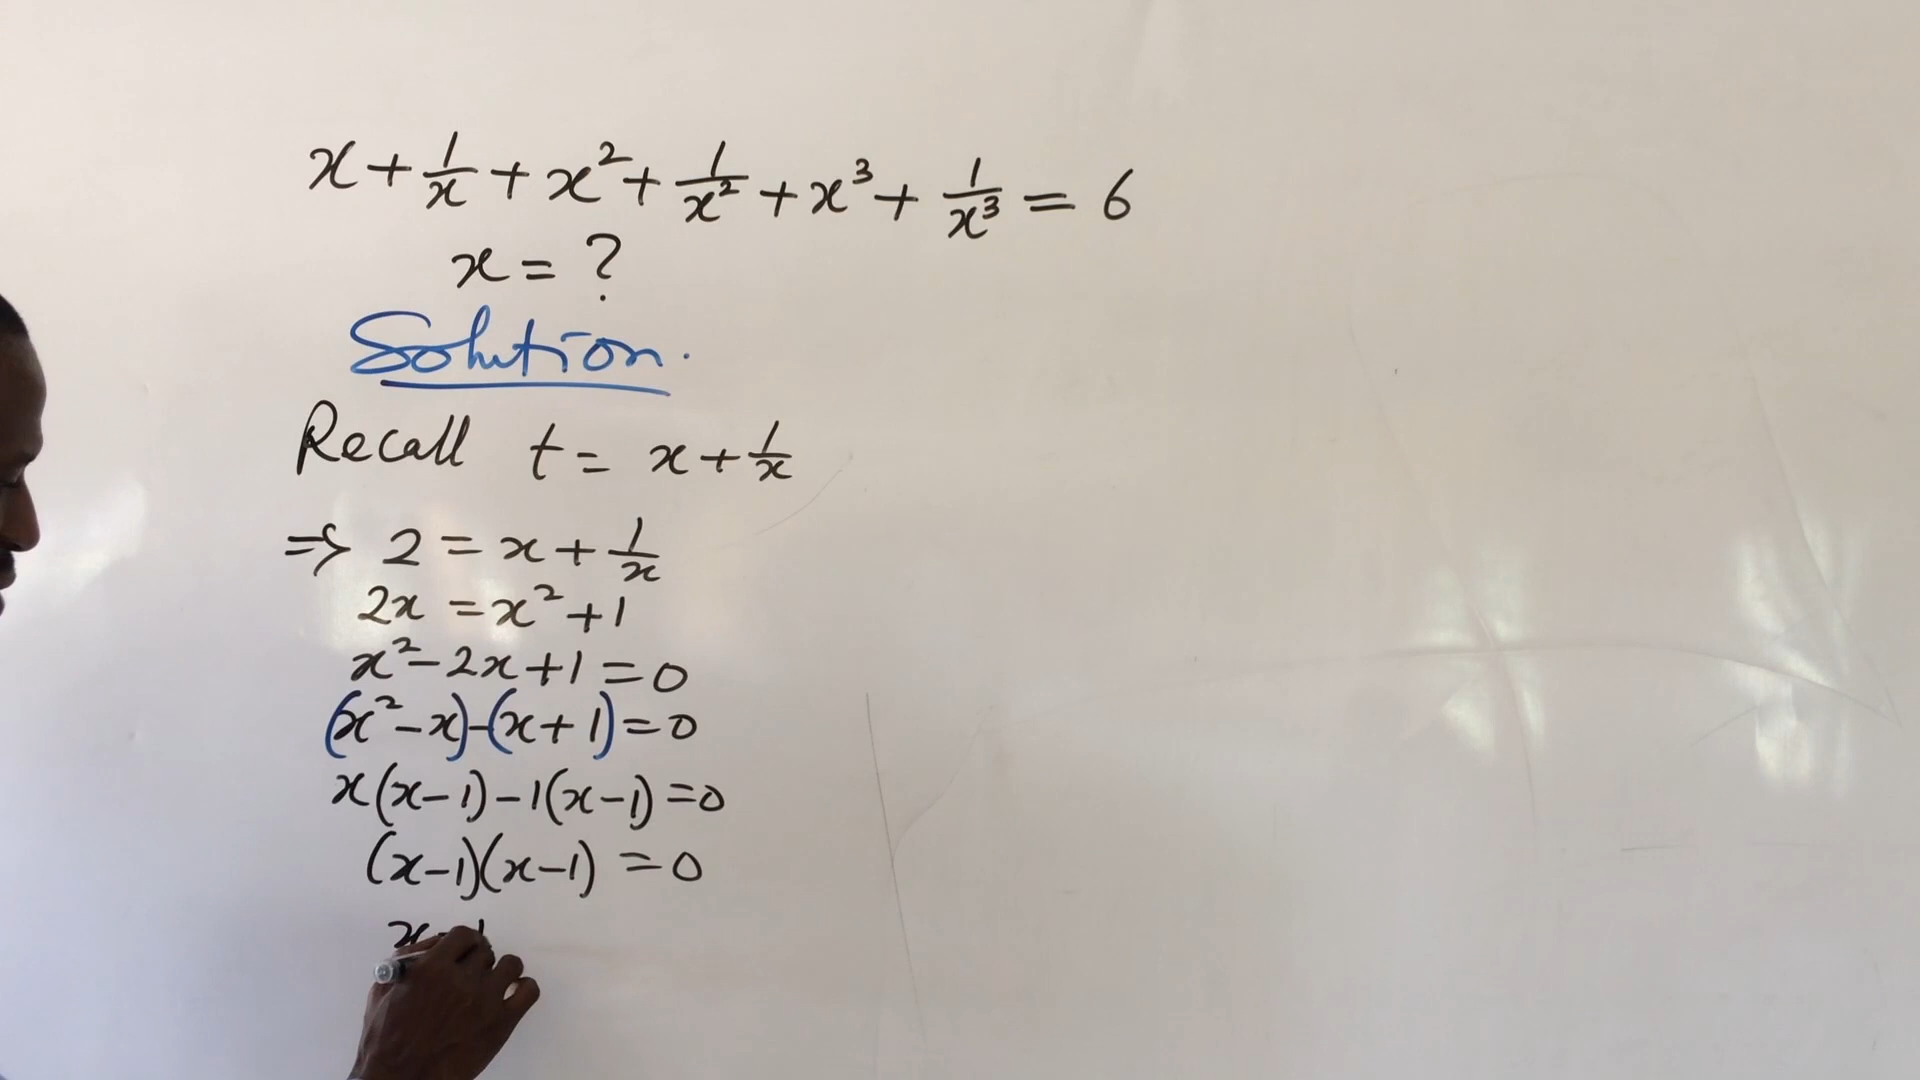 x + 1/x + x² + 1/x² + x³ + 1/x³ = 6
x = ?
Solution.
Recall t = x + 1/x
⇒ 2 = x + 1/x
2x = x² + 1
x² - 2x + 1 = 0
(x² - x) - (x + 1) = 0
x(x - 1) - 1(x - 1) = 0
(x - 1)(x - 1) = 0